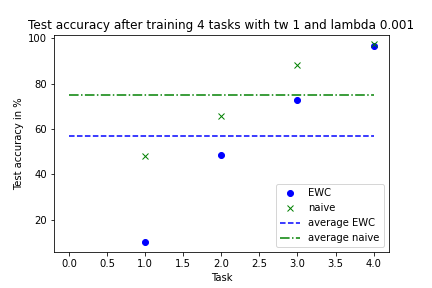 Test accuracy after training 4 tasks with tw 1 and lambda 0.001
100
80
60
40
20
Test accuracy in %
0.0 0.5 1.0 1.5 2.0 2.5 3.0 3.5 4.0
Task
EWC
naive
average EWC
average naive